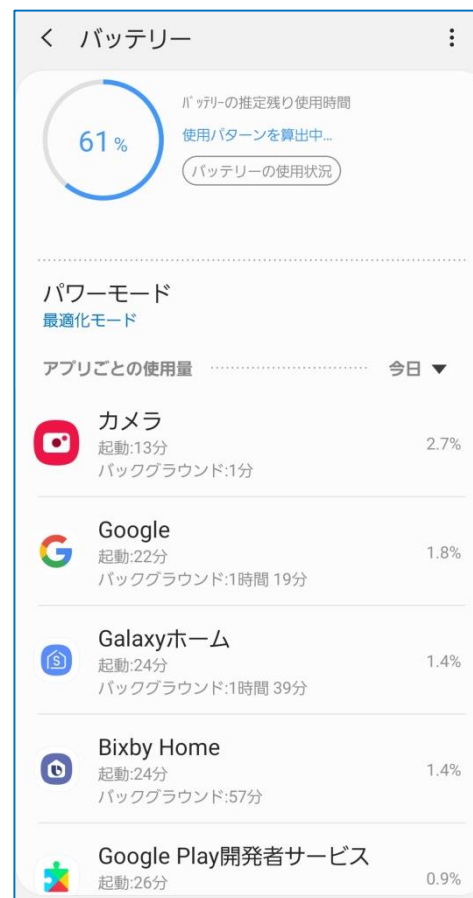 バッテリー
61 %
ﾊﾞｯﾃﾘｰの推定残り使用時間
使用パターンを算出中...
バッテリーの使用状況
パワーモード
最適化モード
アプリごとの使用量 今日 ▼
カメラ
起動:13分
バックグラウンド:1分
2.7%
Google
起動:22分
バックグラウンド:1時間 19分
1.8%
Galaxyホーム
起動:24分
バックグラウンド:1時間 39分
1.4%
Bixby Home
起動:24分
バックグラウンド:57分
1.4%
Google Play開発者サービス
起動:26分
0.9%